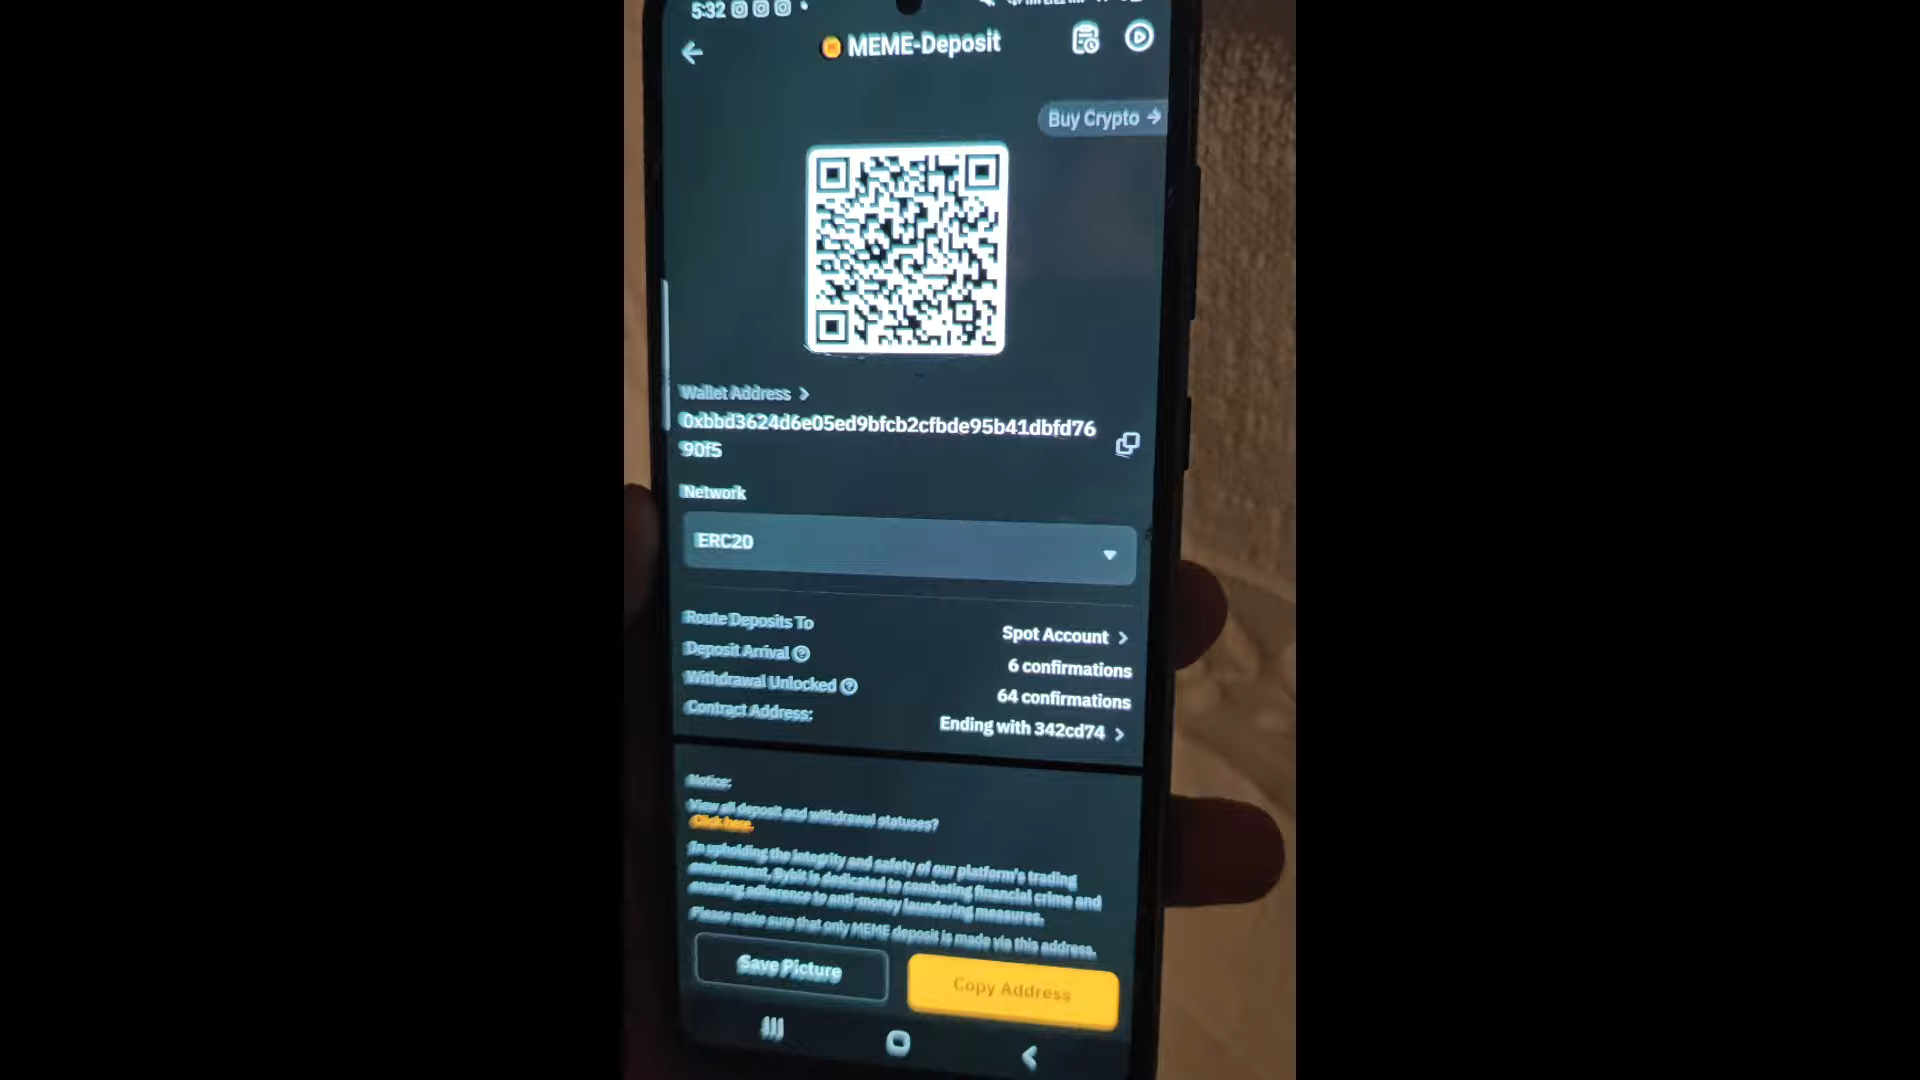 5:32
MEME-Deposit
Buy Crypto
Wallet Address
0xbbd3624d6e05ed9bfcb2cfbde95b41dbfd76
90f5
Network
ERC20
Route Deposits To
Spot Account
Deposit Arrival
6 confirmations
Withdrawal Unlocked
64 confirmations
Contract Address:
Ending with 342cd74
Notice:
View all deposit and withdrawal statuses?
Click here.
In upholding the integrity and safety of our platform's trading
environment, Bybit is dedicated to combating financial crime and
ensuring adherence to anti-money laundering measures.
Please make sure that only MEME deposit is made via this address.
Save Picture
Copy Address